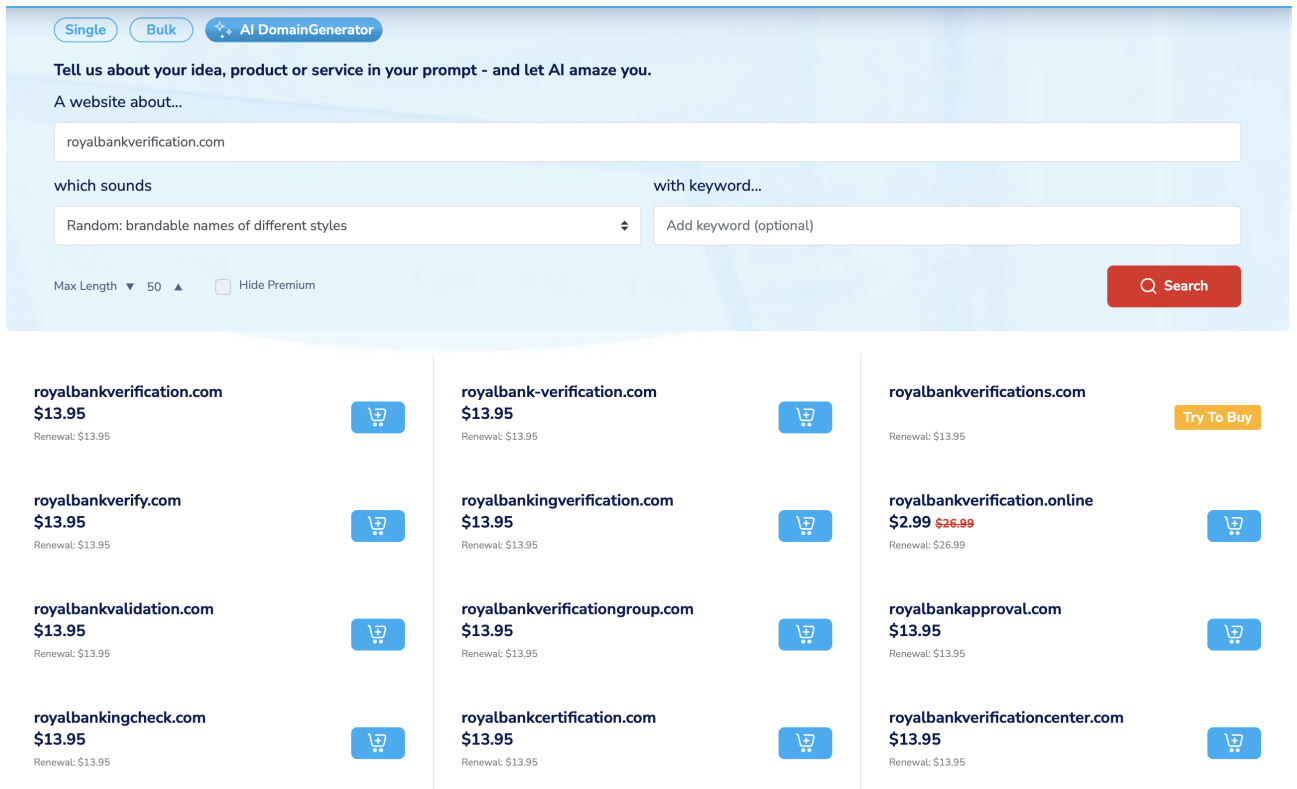 Single Bulk AI DomainGenerator
Tell us about your idea, product or service in your prompt - and let AI amaze you.
A website about...
royalbankverification.com
which sounds with keyword...
Random: brandable names of different styles Add keyword (optional)
Max Length ▼ 50 ▲ Hide Premium Search
royalbankverification.com
$13.95
Renewal: $13.95
royalbank-verification.com
$13.95
Renewal: $13.95
royalbankverifications.com
Try To Buy
Renewal: $13.95
royalbankverify.com
$13.95
Renewal: $13.95
royalbankingverification.com
$13.95
Renewal: $13.95
royalbankverification.online
$2.99 $26.99
Renewal: $26.99
royalbankvalidation.com
$13.95
Renewal: $13.95
royalbankverificationgroup.com
$13.95
Renewal: $13.95
royalbankapproval.com
$13.95
Renewal: $13.95
royalbankingcheck.com
$13.95
Renewal: $13.95
royalbankcertification.com
$13.95
Renewal: $13.95
royalbankverificationcenter.com
$13.95
Renewal: $13.95